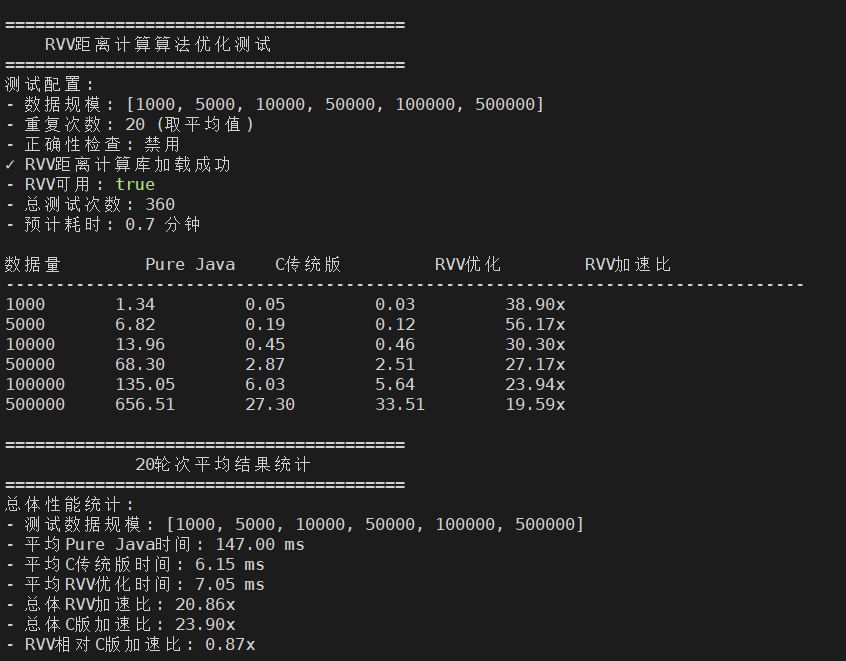 ========================================
RVV距离计算算法优化测试
========================================
测试配置:
- 数据规模: [1000, 5000, 10000, 50000, 100000, 500000]
- 重复次数: 20 (取平均值)
- 正确性检查: 禁用
✓ RVV距离计算库加载成功
- RVV可用: true
- 总测试次数: 360
- 预计耗时: 0.7 分钟
数据量 Pure Java C传统版 RVV优化 RVV加速比
--------------------------------------------------------------------------------
1000 1.34 0.05 0.03 38.90x
5000 6.82 0.19 0.12 56.17x
10000 13.96 0.45 0.46 30.30x
50000 68.30 2.87 2.51 27.17x
100000 135.05 6.03 5.64 23.94x
500000 656.51 27.30 33.51 19.59x
========================================
20轮次平均结果统计
========================================
总体性能统计:
- 测试数据规模: [1000, 5000, 10000, 50000, 100000, 500000]
- 平均Pure Java时间: 147.00 ms
- 平均C传统版时间: 6.15 ms
- 平均RVV优化时间: 7.05 ms
- 总体RVV加速比: 20.86x
- 总体C版加速比: 23.90x
- RVV相对C版加速比: 0.87x